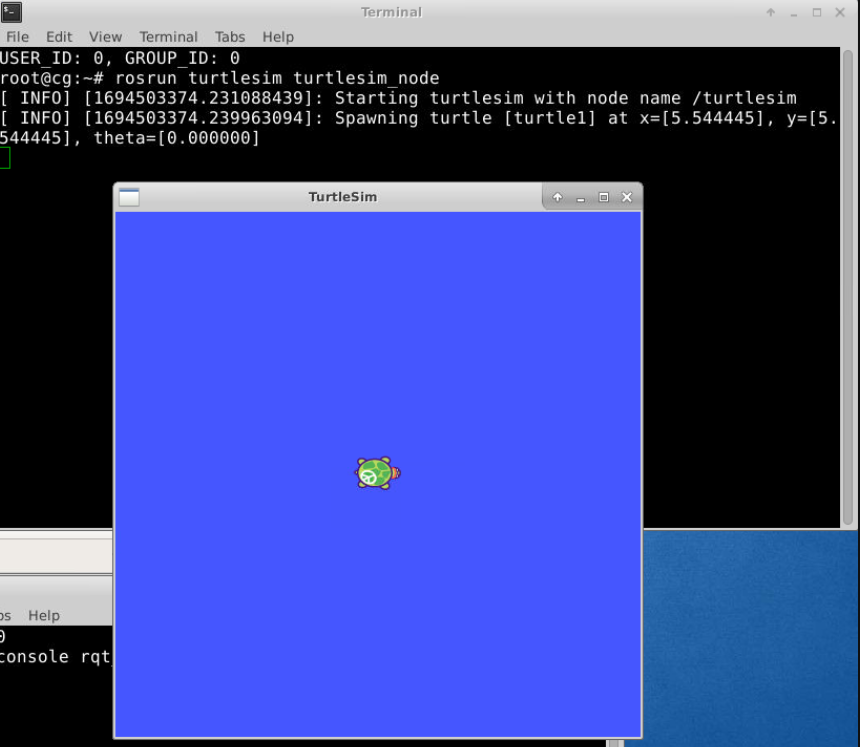 Terminal
File Edit View Terminal Tabs Help
USER_ID: 0, GROUP_ID: 0
root@cg:~# rosrun turtlesim turtlesim_node
[ INFO] [1694503374.231088439]: Starting turtlesim with node name /turtlesim
[ INFO] [1694503374.239963094]: Spawning turtle [turtle1] at x=[5.544445], y=[5.
544445], theta=[0.000000]
TurtleSim
bs Help
0
console rqt_